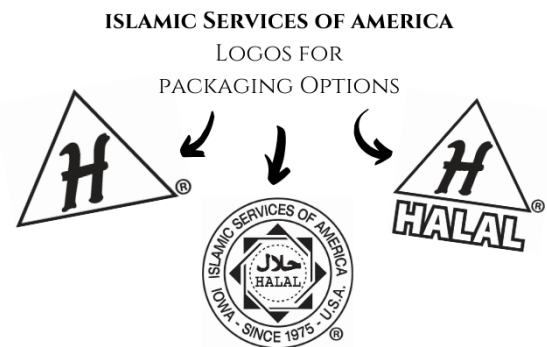 ISLAMIC SERVICES OF AMERICA
LOGOS FOR
PACKAGING OPTIONS
H
®
H
®
HALAL
ISLAMIC SERVICES OF AMERICA
حلال
HALAL
IOWA - SINCE 1975 - U.S.A.
®